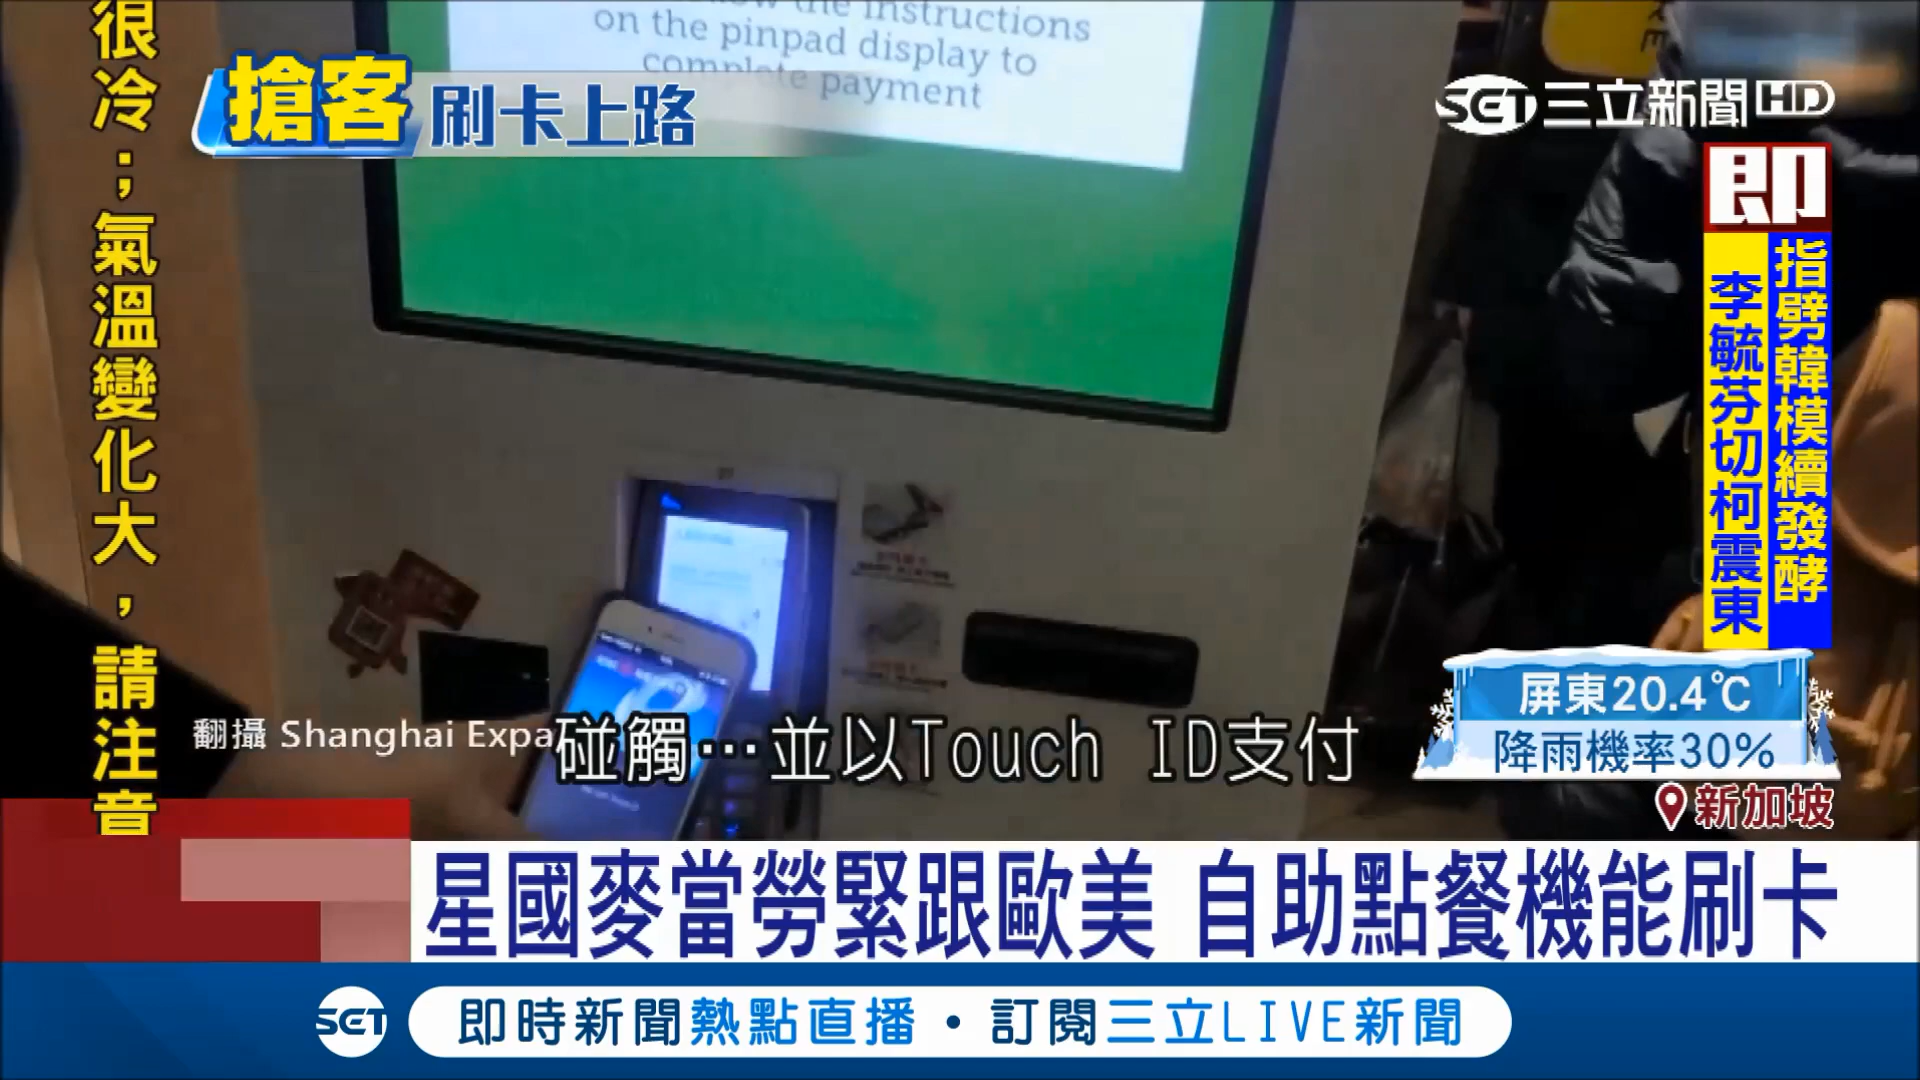 很冷；氣溫變化大，請注意
搶客 刷卡上路
the instructions
on the pinpad display to
complete payment
SET三立新聞HD
即
指劈韓模續發酵
李毓芬切柯震東
屏東20.4℃
降雨機率30%
新加坡
翻攝 Shanghai Expa
碰觸…並以Touch ID支付
星國麥當勞緊跟歐美 自助點餐機能刷卡
SET 即時新聞熱點直播・訂閱三立LIVE新聞